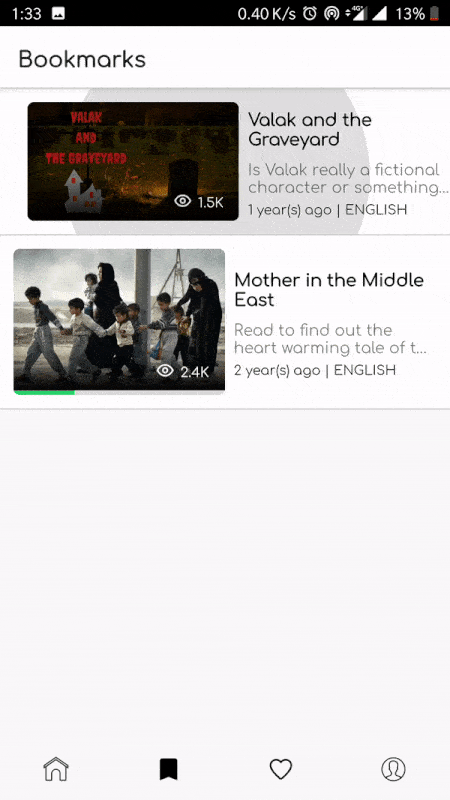 1:33 0.40 K/s 4G+ 13%
Bookmarks
VALAK
AND
THE GRAVEYARD
1.5K
Valak and the
Graveyard
Is Valak really a fictional
character or something...
1 year(s) ago | ENGLISH
2.4K
Mother in the Middle
East
Read to find out the
heart warming tale of t...
2 year(s) ago | ENGLISH